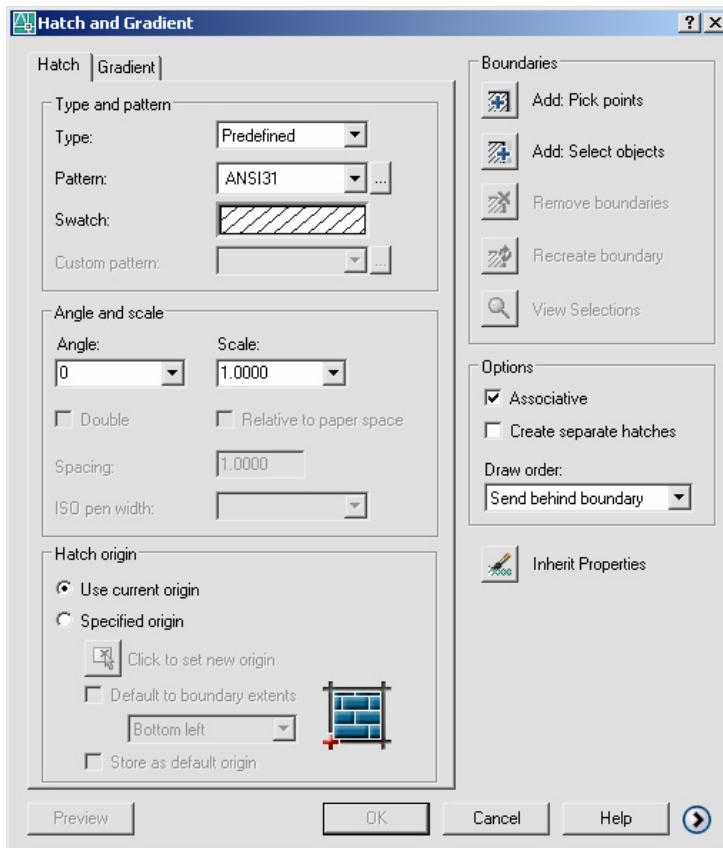 Hatch and Gradient
Hatch
Gradient
Type and pattern
Type:
Predefined
Pattern:
ANSI31
...
Swatch:
Custom pattern:
...
Angle and scale
Angle:
Scale:
0
1.0000
Double
Relative to paper space
Spacing:
1.0000
ISO pen width:
Hatch origin
Use current origin
Specified origin
Click to set new origin
Default to boundary extents
Bottom left
Store as default origin
Boundaries
Add: Pick points
Add: Select objects
Remove boundaries
Recreate boundary
View Selections
Options
Associative
Create separate hatches
Draw order:
Send behind boundary
Inherit Properties
Preview
OK
Cancel
Help